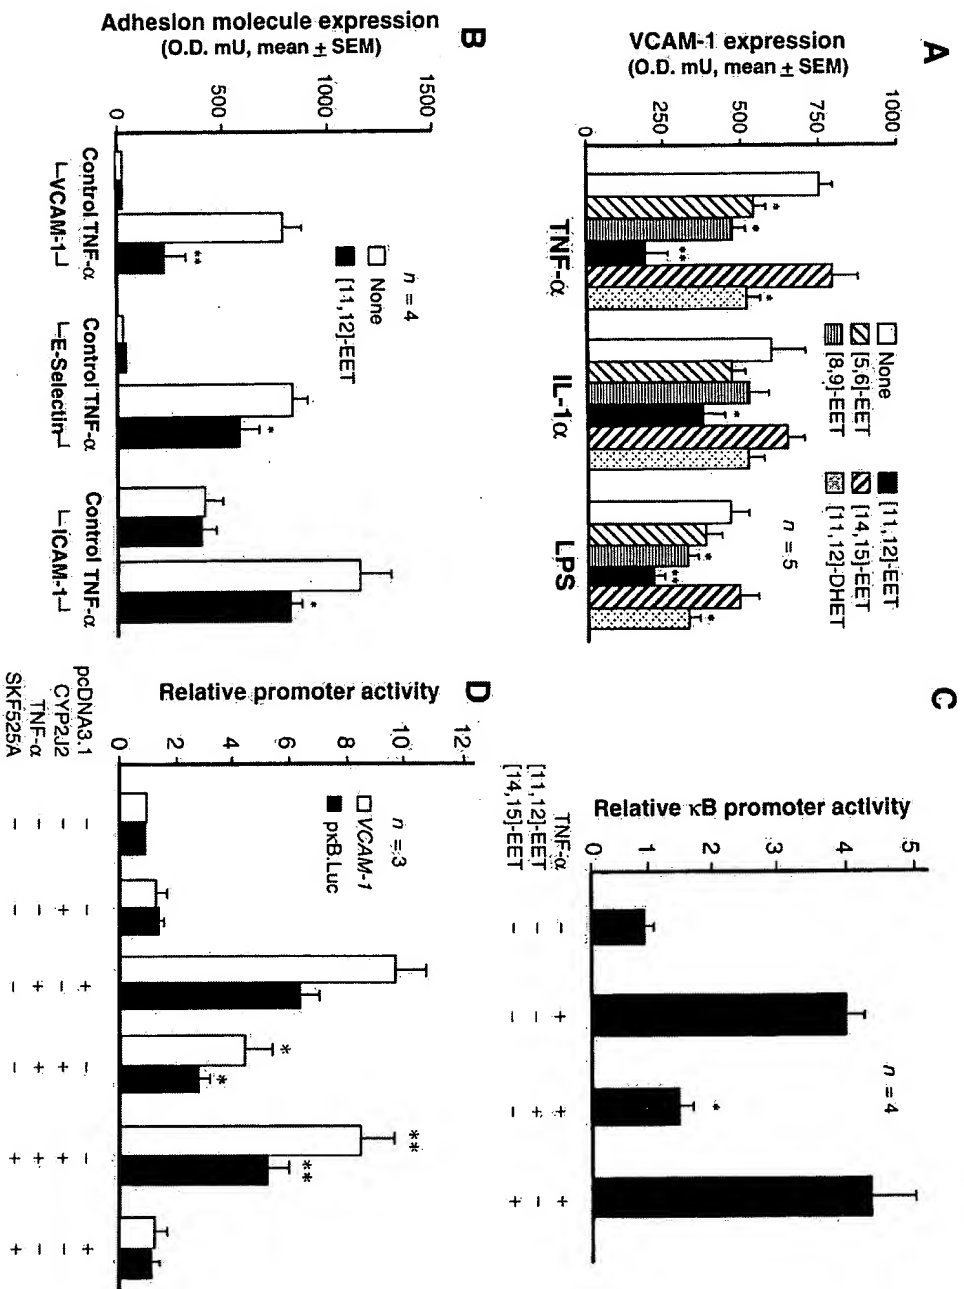 A
VCAM-1 expression
(O.D. mU, mean ± SEM)
1000
750
500
250
0
None
[5,6]-EET
[8,9]-EET
[11,12]-EET
[14,15]-EET
[11,12]-DHET
n = 5
*
*
**
*
*
*
**
*
TNF-α
IL-1α
LPS
B
Adhesion molecule expression
(O.D. mU, mean ± SEM)
1500
1000
500
0
n = 4
None
[11,12]-EET
**
*
*
Control TNF-α
Control TNF-α
Control TNF-α
VCAM-1
E-Selectin
ICAM-1
C
Relative κB promoter activity
5
4
3
2
1
0
n = 4
*
TNF-α - + + +
[11,12]-EET - - + -
[14,15]-EET - - - +
D
Relative promoter activity
12
10
8
6
4
2
0
n = 3
VCAM-1
pκB.Luc
*
*
**
**
pcDNA3.1 - - + - - +
CYP2J2 - + - + + -
TNF-α - - + + + -
SKF525A - - - - + +